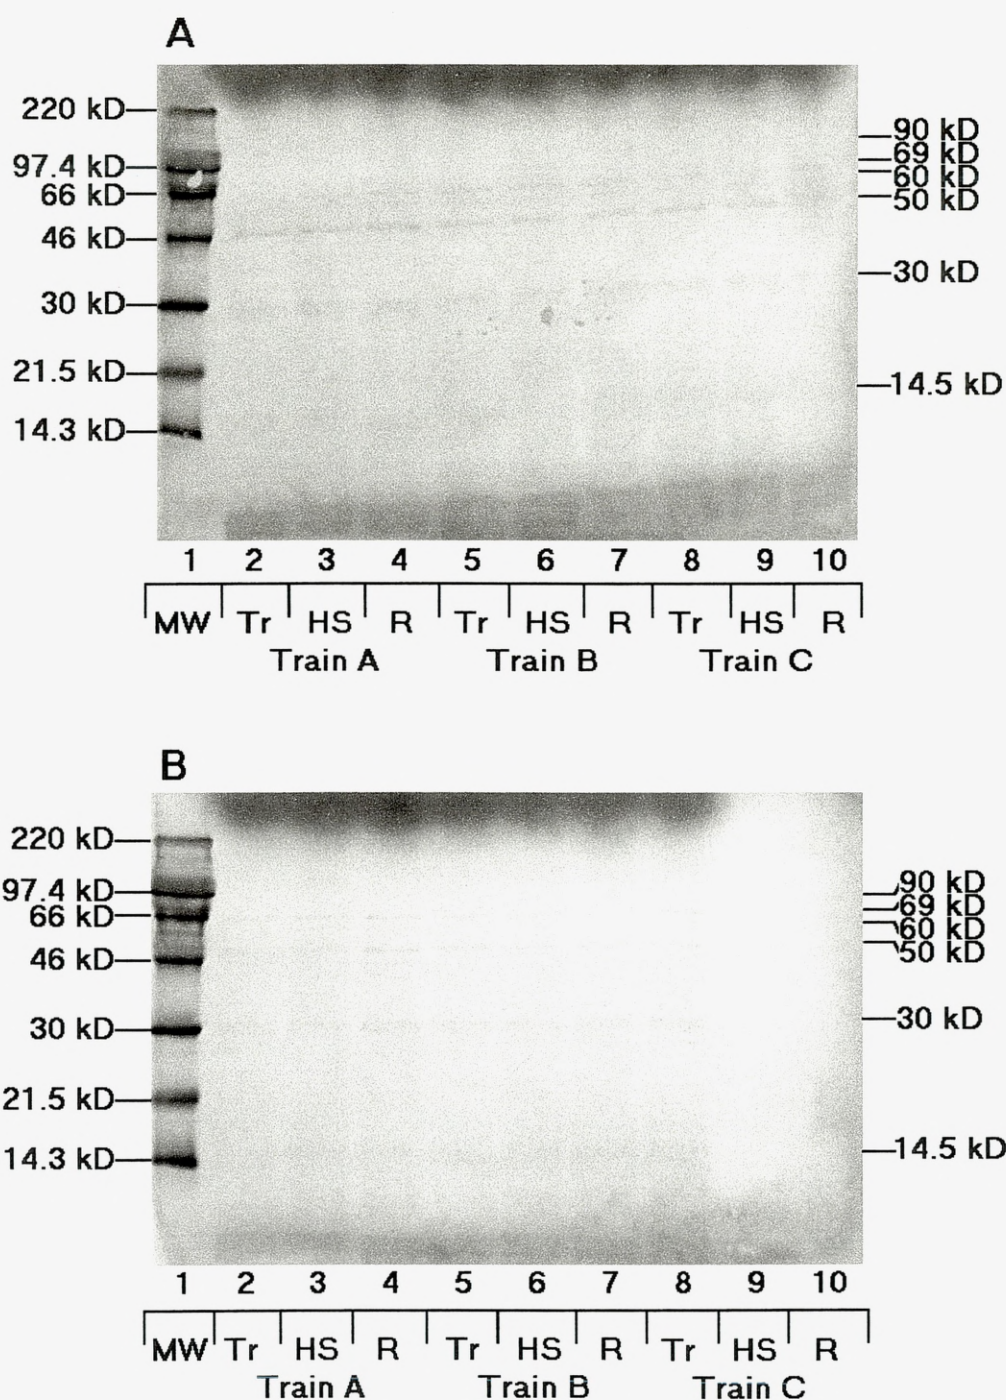 A
220 kD
97.4 kD
66 kD
46 kD
30 kD
21.5 kD
14.3 kD
90 kD
69 kD
60 kD
50 kD
30 kD
14.5 kD
1 2 3 4 5 6 7 8 9 10
MW Tr HS R Tr HS R Tr HS R
Train A Train B Train C
B
220 kD
97.4 kD
66 kD
46 kD
30 kD
21.5 kD
14.3 kD
90 kD
69 kD
60 kD
50 kD
30 kD
14.5 kD
1 2 3 4 5 6 7 8 9 10
MW Tr HS R Tr HS R Tr HS R
Train A Train B Train C